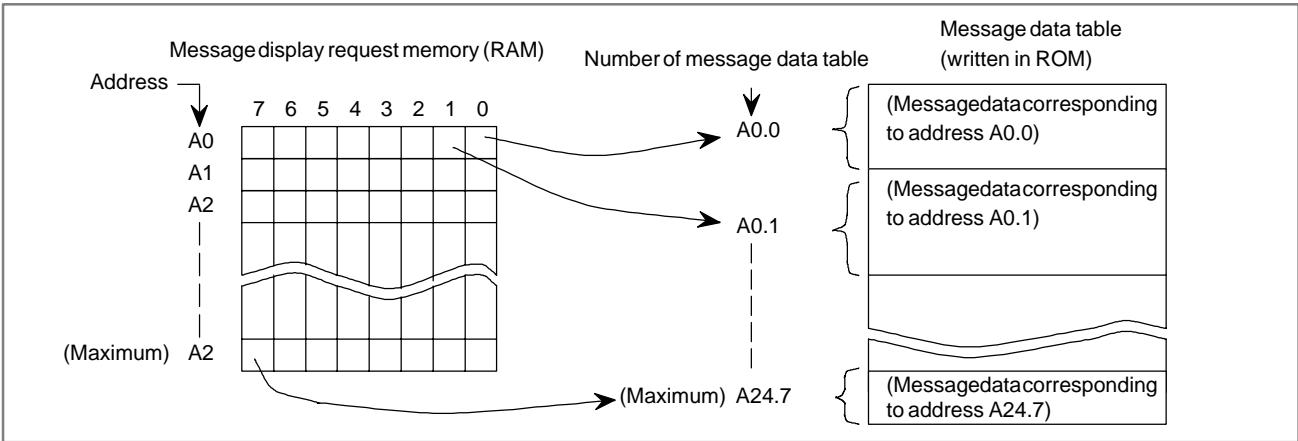 Message display request memory (RAM)
Address
7 6 5 4 3 2 1 0
A0
A1
A2
(Maximum) A2
Number of message data table
A0.0
A0.1
(Maximum) A24.7
Message data table
(written in ROM)
(Messagedatacorresponding
to address A0.0)
(Messagedatacorresponding
to address A0.1)
(Messagedatacorresponding
to address A24.7)